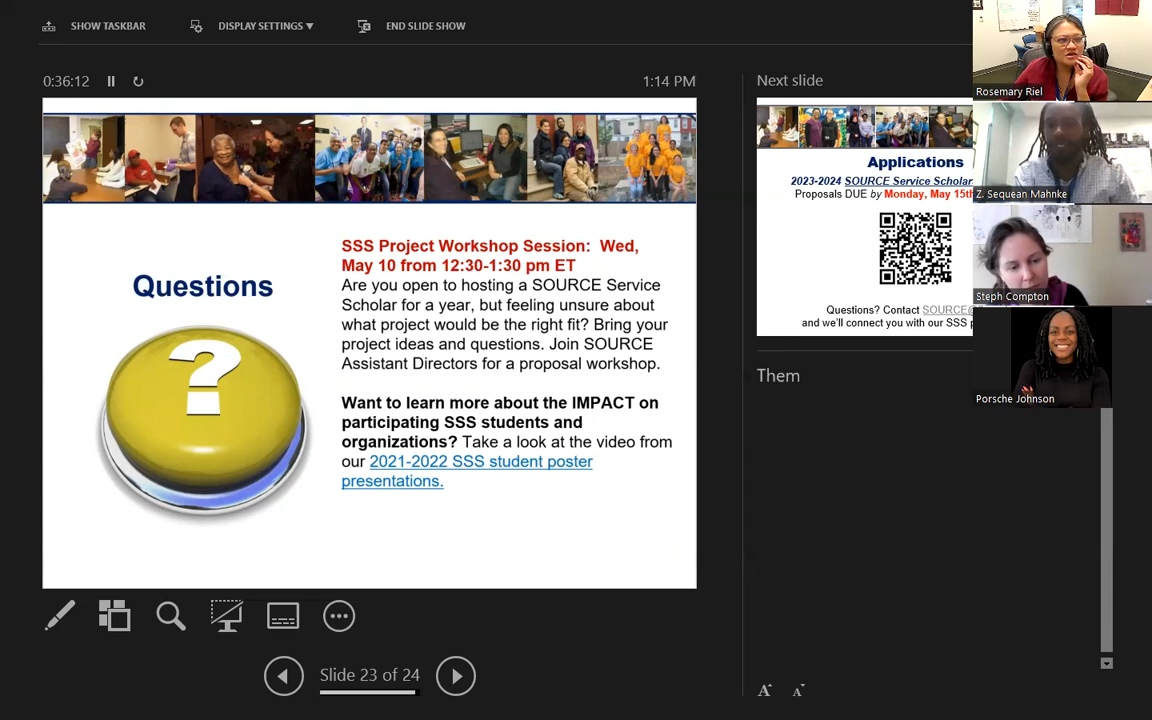 SHOW TASKBAR
DISPLAY SETTINGS ▼
END SLIDE SHOW
0:36:12
1:14 PM
Questions
?
SSS Project Workshop Session: Wed,
May 10 from 12:30-1:30 pm ET
Are you open to hosting a SOURCE Service
Scholar for a year, but feeling unsure about
what project would be the right fit? Bring your
project ideas and questions. Join SOURCE
Assistant Directors for a proposal workshop.
Want to learn more about the IMPACT on
participating SSS students and
organizations? Take a look at the video from
our 2021-2022 SSS student poster
presentations.
Slide 23 of 24
Next slide
Applications
2023-2024 SOURCE Service Scholar
Proposals DUE by Monday, May 15th
Questions? Contact SOURCE@
and we'll connect you with our SSS
Them
A
A
Rosemary Riel
Z. Sequean Mahnke
Steph Compton
Porsche Johnson